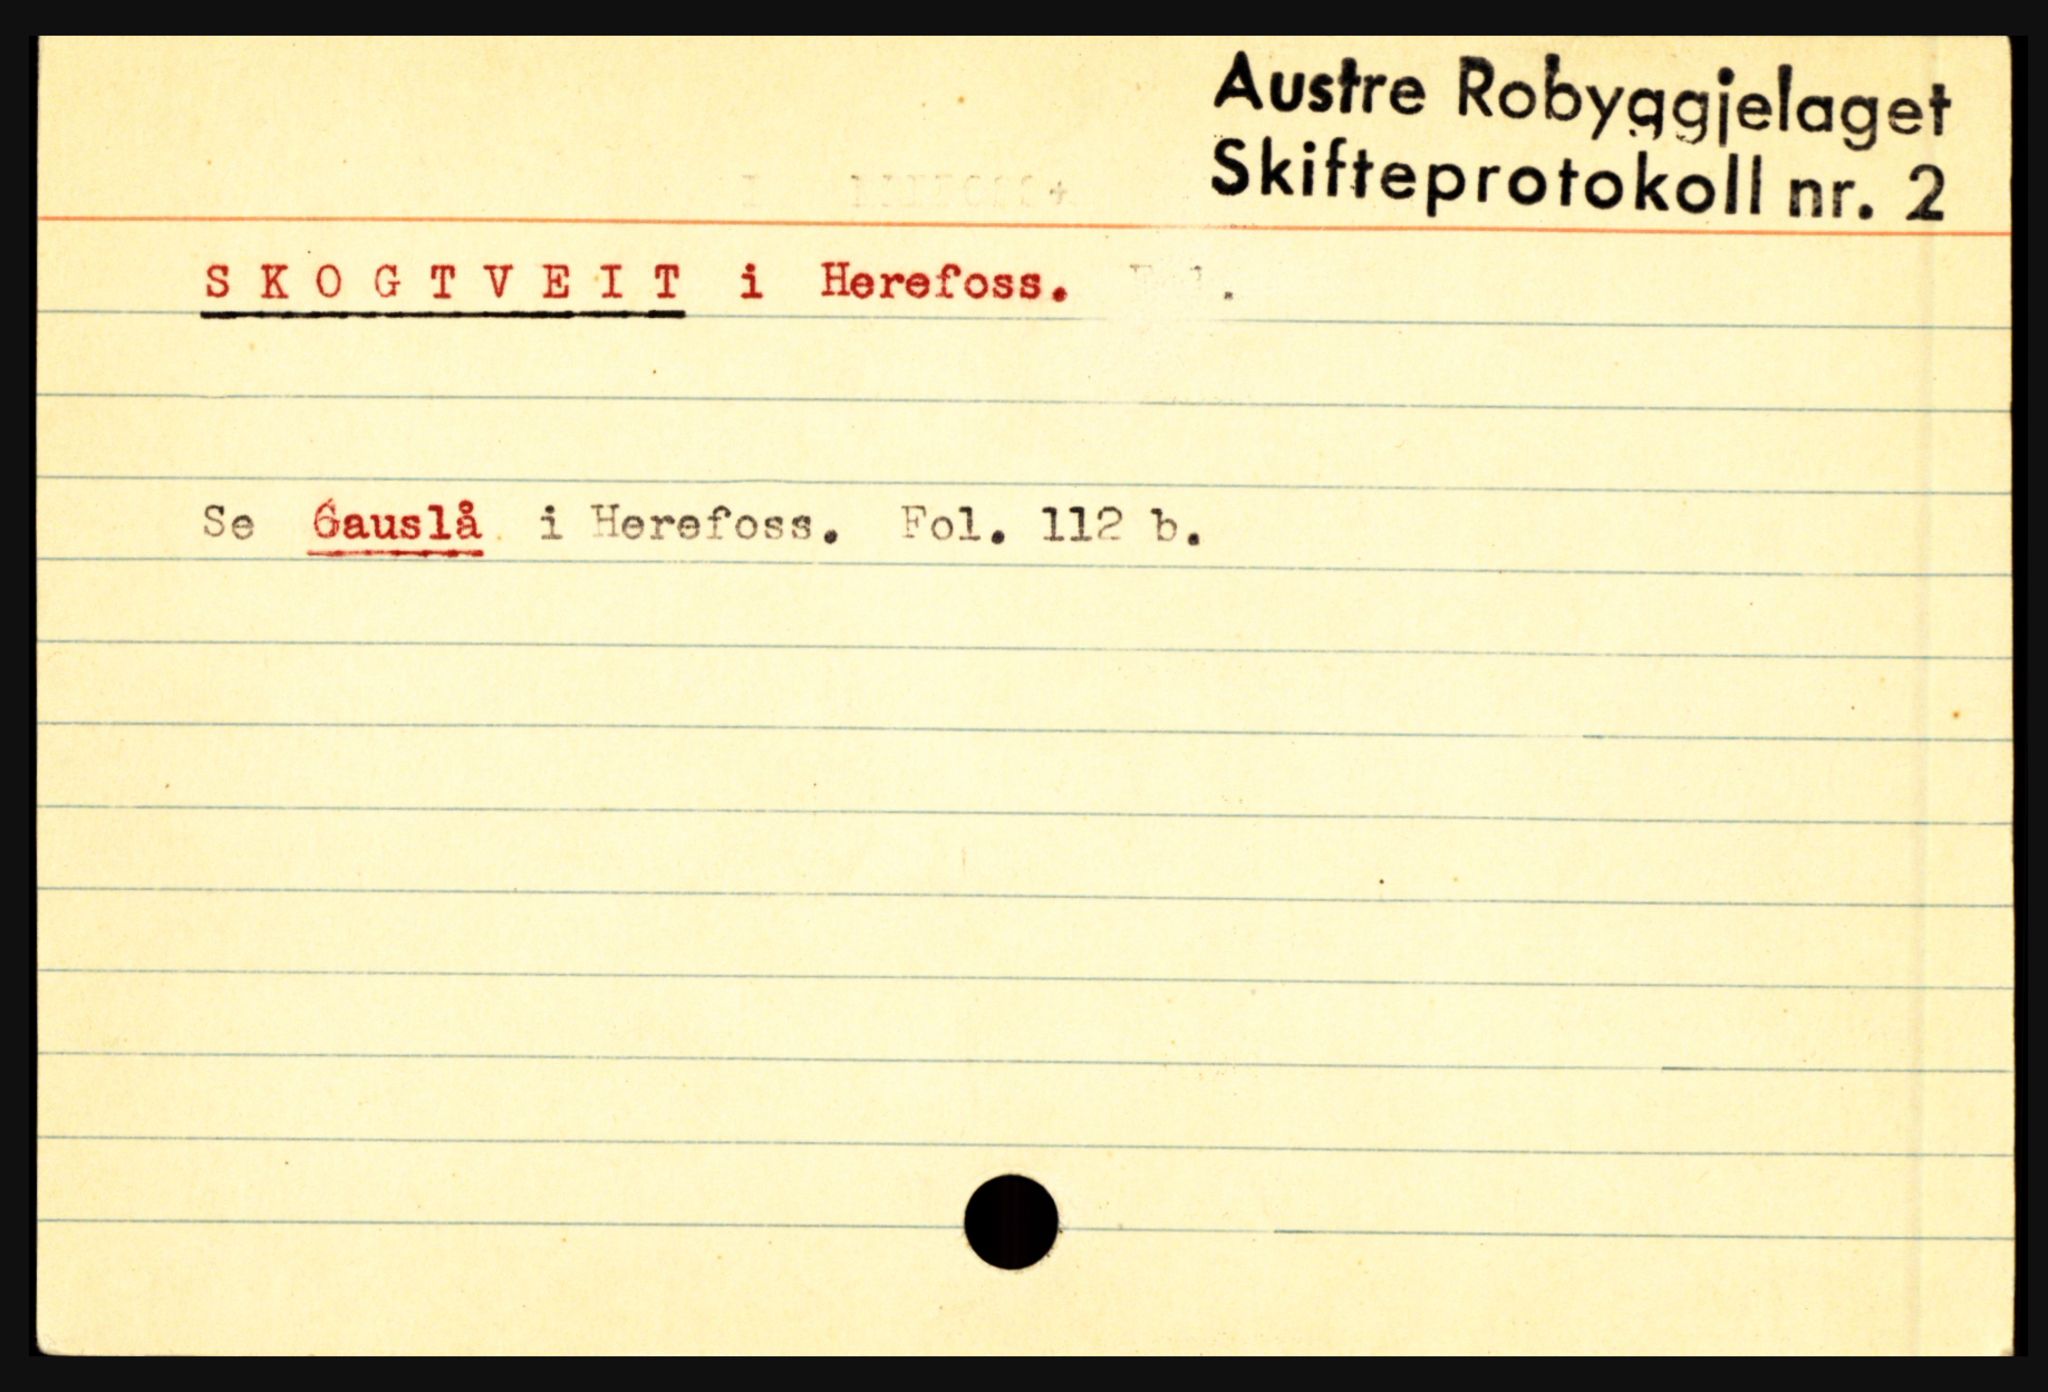 Austre Robyggjelaget
Skifteprotokoll nr. 2
S K O G T V E I T i Herefoss.
Se Gauslå i Herefoss. Fol. 112 b.